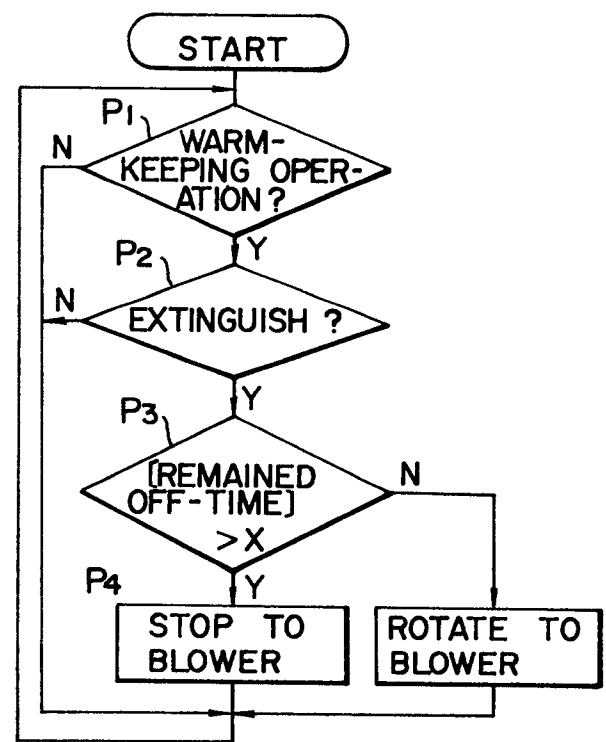 START
P1
N
WARM-
KEEPING OPER-
ATION?
Y
P2
N
EXTINGUISH ?
Y
P3
[REMAINED
OFF-TIME]
>X
N
Y
P4
STOP TO
BLOWER
ROTATE TO
BLOWER